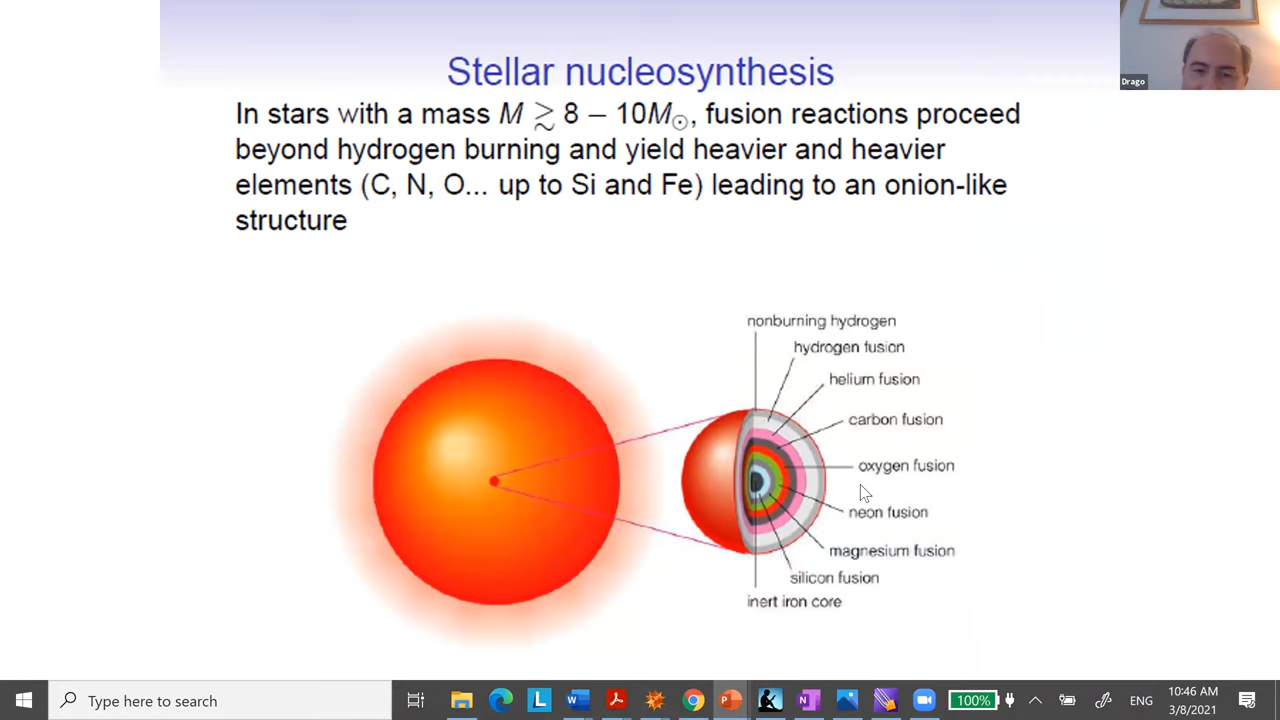 Stellar nucleosynthesis
In stars with a mass M ≳ 8 − 10M⊙, fusion reactions proceed
beyond hydrogen burning and yield heavier and heavier
elements (C, N, O... up to Si and Fe) leading to an onion-like
structure
nonburning hydrogen
hydrogen fusion
helium fusion
carbon fusion
oxygen fusion
neon fusion
magnesium fusion
silicon fusion
inert iron core
Drago
Type here to search
L
W
P
N
100%
ENG
10:46 AM
3/8/2021
3